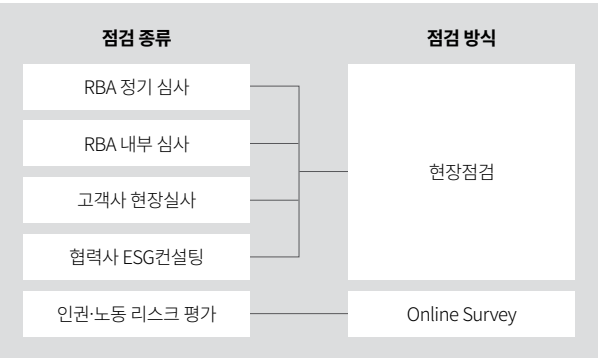 점검 종류
점검 방식
RBA 정기 심사
RBA 내부 심사
고객사 현장실사
협력사 ESG컨설팅
현장점검
인권·노동 리스크 평가
Online Survey